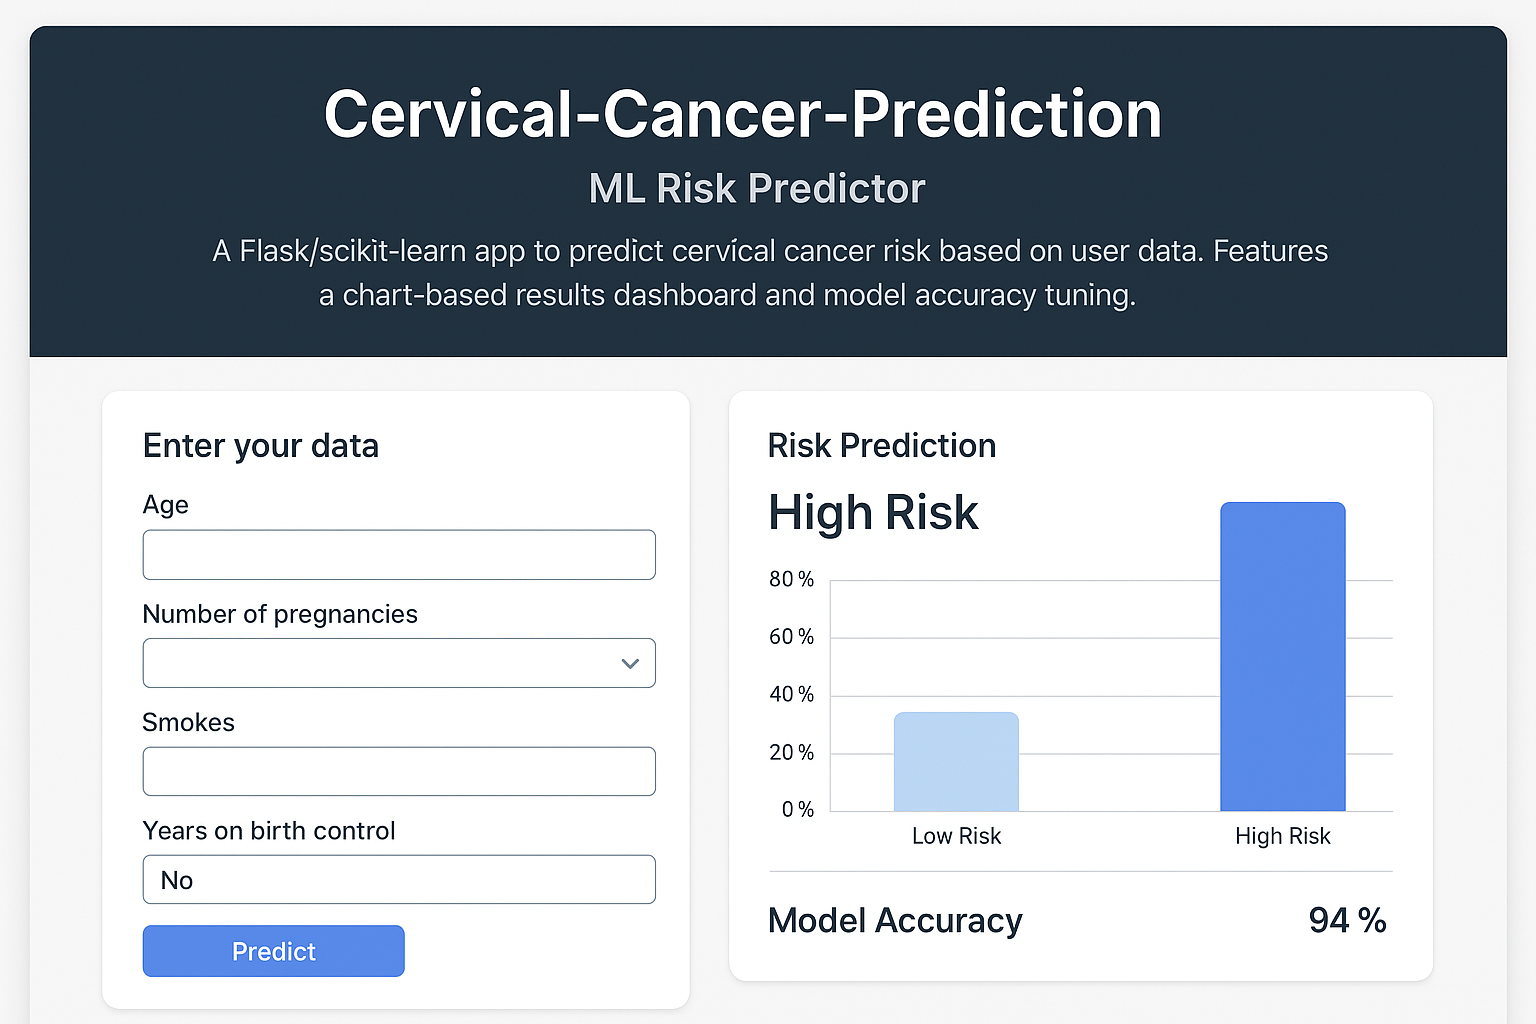 Cervical-Cancer-Prediction
ML Risk Predictor
A Flask/scikit-learn app to predict cervical cancer risk based on user data. Features
a chart-based results dashboard and model accuracy tuning.
Enter your data
Age
Number of pregnancies
Smokes
Years on birth control
No
Predict
Risk Prediction
High Risk
80 %
60 %
40 %
20 %
0 %
Low Risk
High Risk
Model Accuracy
94 %